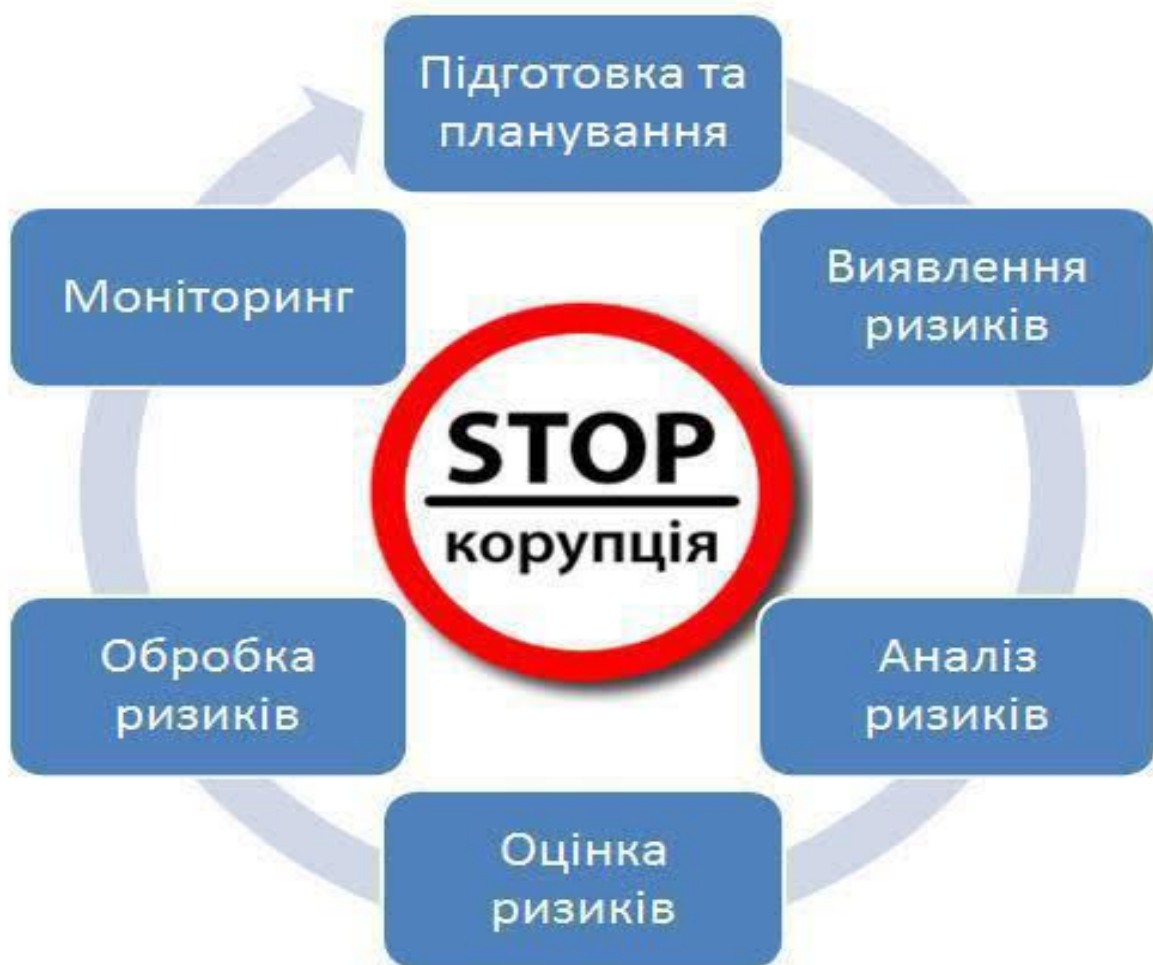 Підготовка та
планування
Виявлення
ризиків
Аналіз
ризиків
Оцінка
ризиків
Обробка
ризиків
Моніторинг
STOP
корупція